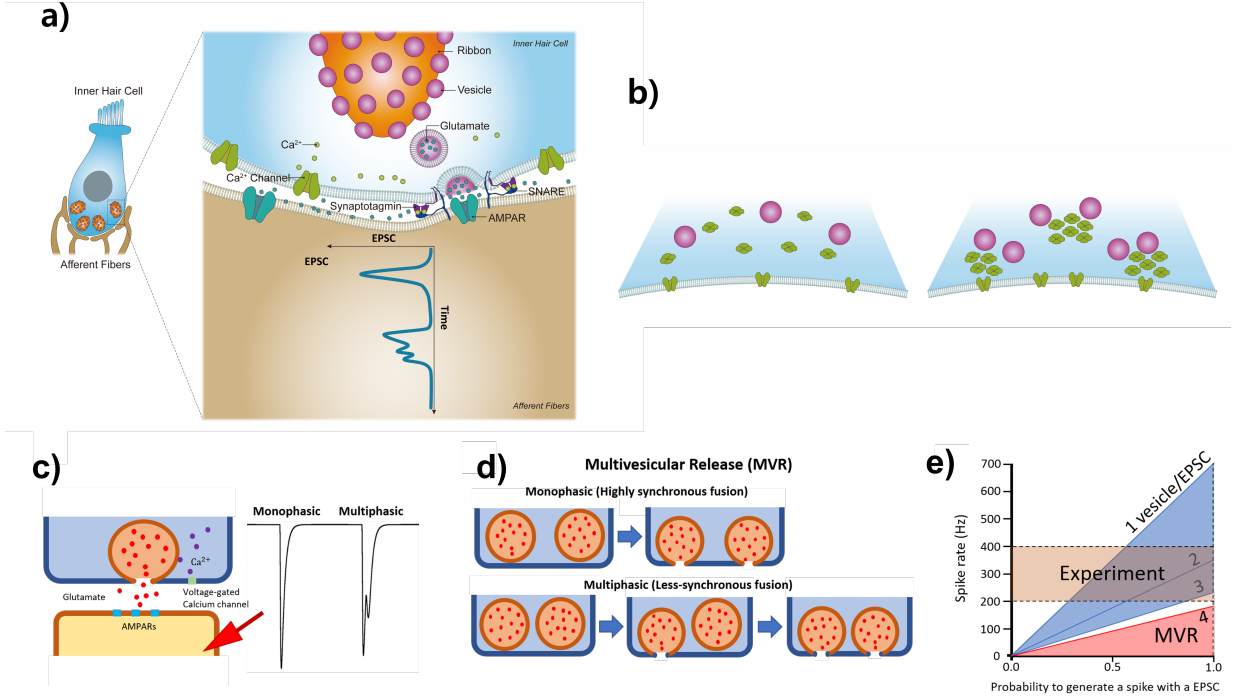 a)
Inner Hair Cell
Afferent Fibers
Inner Hair Cell
Ribbon
Vesicle
Glutamate
Ca²⁺
Ca²⁺ Channel
Synaptotagmin
SNARE
AMPAR
EPSC
EPSC
Time
Afferent Fibers
b)
c)
Monophasic
Multiphasic
Ca²⁺
Glutamate
Voltage-gated
Calcium channel
AMPARs
d)
Multivesicular Release (MVR)
Monophasic (Highly synchronous fusion)
Multiphasic (Less-synchronous fusion)
e)
700
600
500
400
300
200
100
0
Spike rate (Hz)
1 vesicle/EPSC
2
3
4
Experiment
MVR
0.0
0.5
1.0
Probability to generate a spike with a EPSC